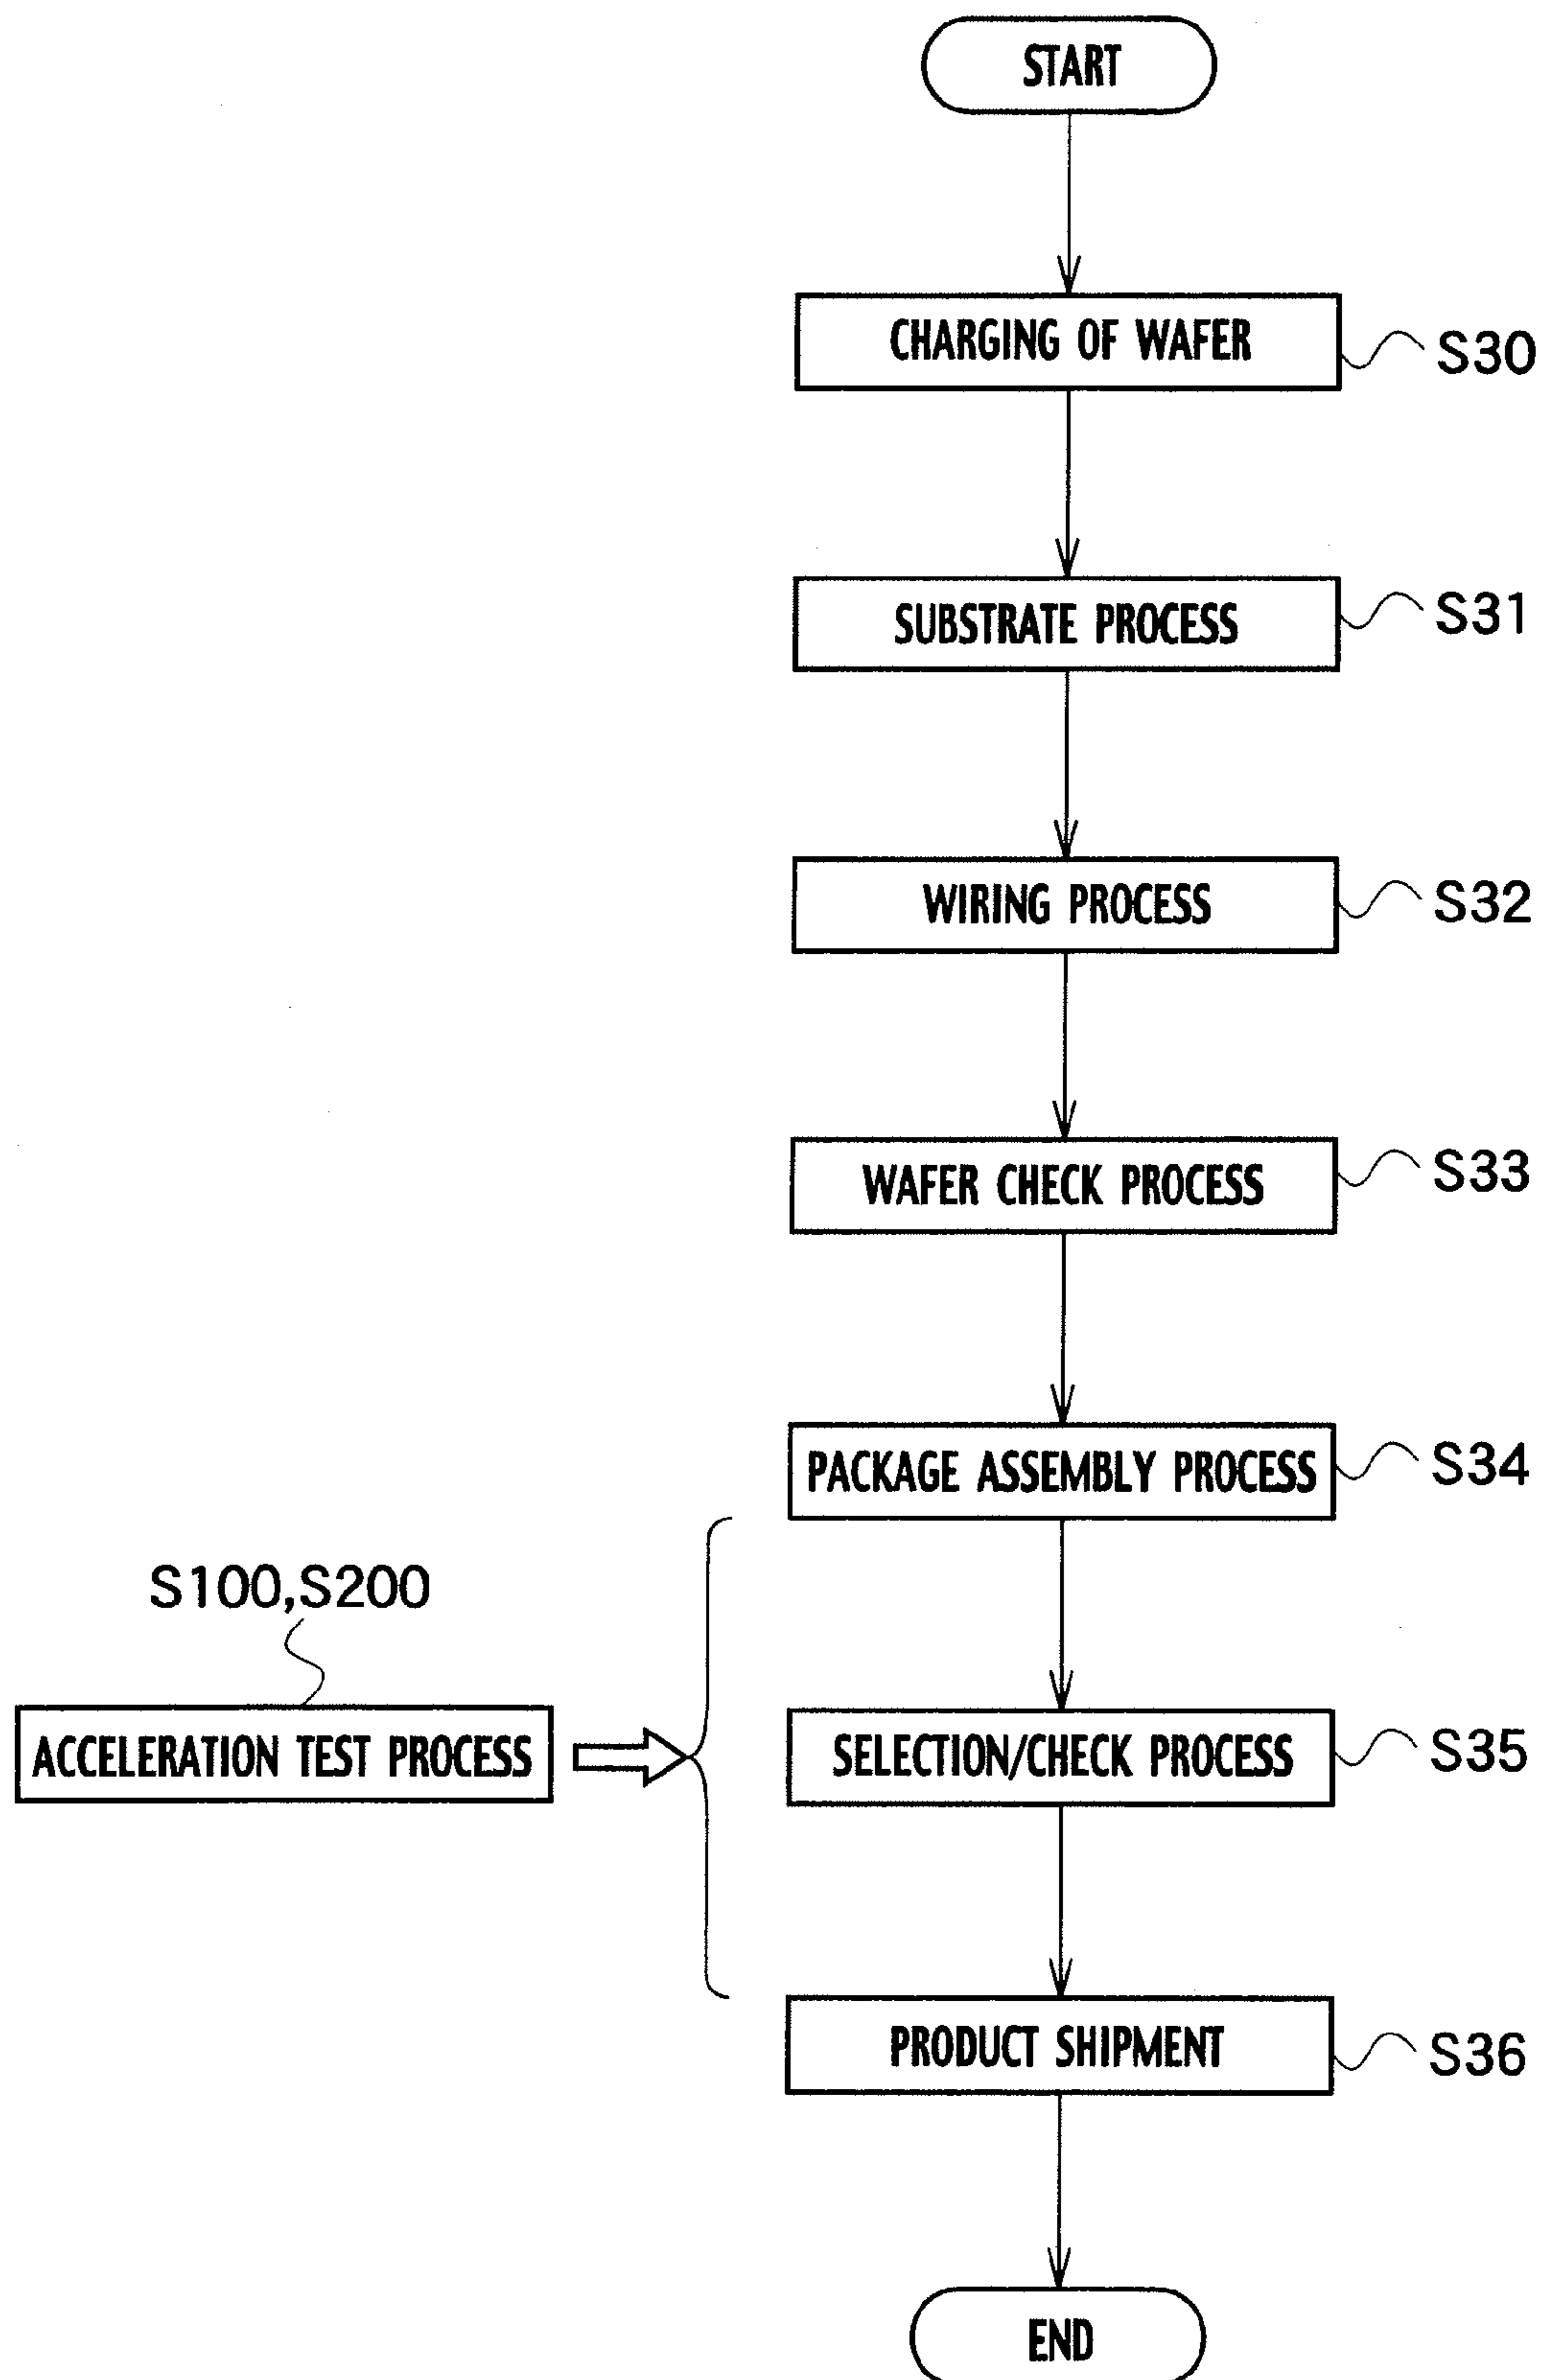 START
CHARGING OF WAFER
S30
SUBSTRATE PROCESS
S31
WIRING PROCESS
S32
WAFER CHECK PROCESS
S33
PACKAGE ASSEMBLY PROCESS
S34
S100,S200
ACCELERATION TEST PROCESS
SELECTION/CHECK PROCESS
S35
PRODUCT SHIPMENT
S36
END